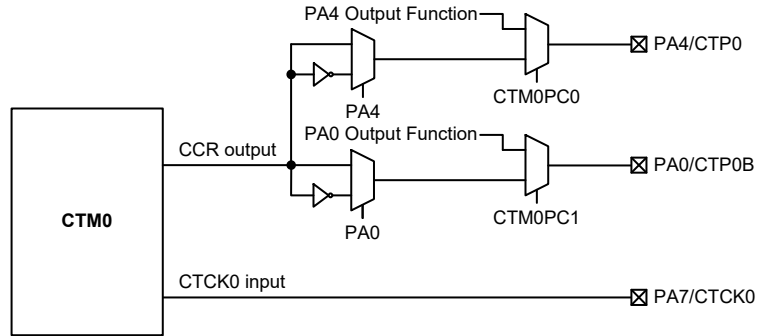 PA4 Output Function
PA4/CTP0
CTM0PC0
PA4
PA0 Output Function
CCR output
PA0/CTP0B
CTM0PC1
PA0
CTM0
CTCK0 input
PA7/CTCK0